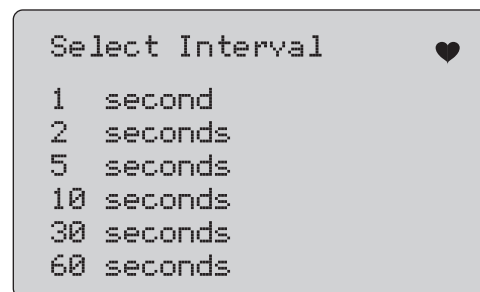 Select Interval
1 second
2 seconds
5 seconds
10 seconds
30 seconds
60 seconds